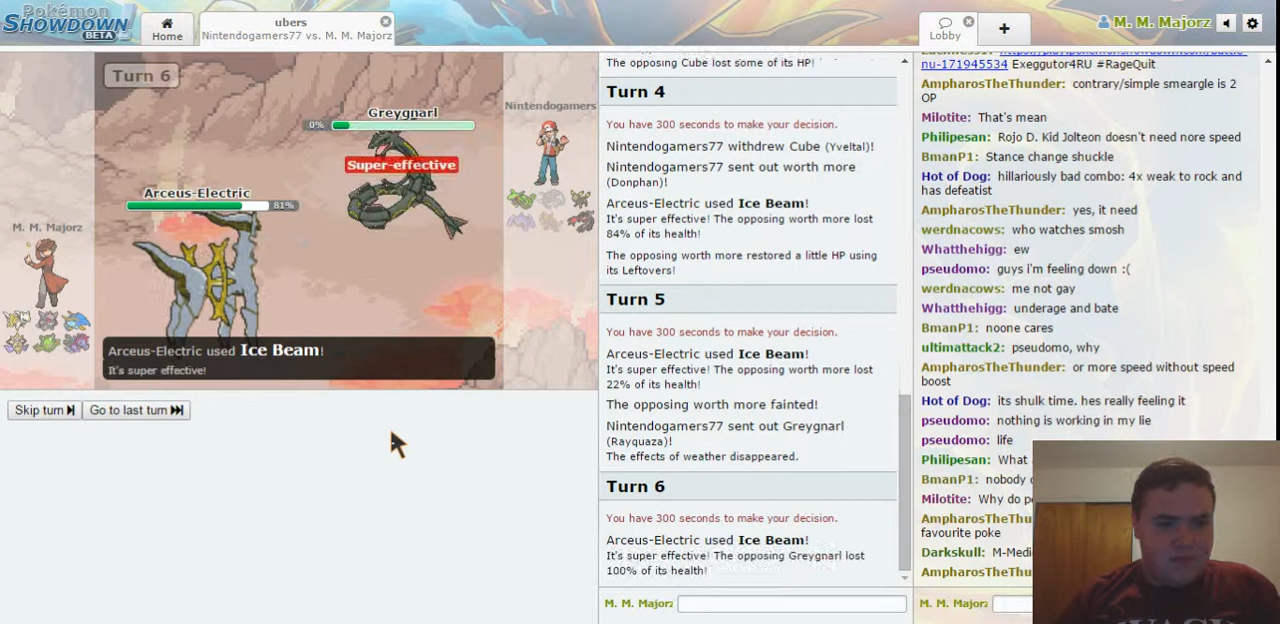 Pokémon
SHOWDOWN
BETA
Home
ubers
Nintendogamers77 vs. M. M. Majorz
Lobby
+
M. M. Majorz
Turn 6
Greygnarl
0%
Super-effective
Nintendogamers
Arceus-Electric
81%
M. M. Majorz
Arceus-Electric used Ice Beam!
It's super effective!
Skip turn
Go to last turn
The opposing Cube lost some of its HP!
Turn 4
You have 300 seconds to make your decision.
Nintendogamers77 withdrew Cube (Yveltal)!
Nintendogamers77 sent out worth more
(Donphan)!
Arceus-Electric used Ice Beam!
It's super effective! The opposing worth more lost
84% of its health!
The opposing worth more restored a little HP using
its Leftovers!
Turn 5
You have 300 seconds to make your decision.
Arceus-Electric used Ice Beam!
It's super effective! The opposing worth more lost
22% of its health!
The opposing worth more fainted!
Nintendogamers77 sent out Greygnarl
(Rayquaza)!
The effects of weather disappeared.
Turn 6
You have 300 seconds to make your decision.
Arceus-Electric used Ice Beam!
It's super effective! The opposing Greygnarl lost
100% of its health!
M. M. Majorz
nu-171945534 Exeggutor4RU #RageQuit
AmpharosTheThunder: contrary/simple smeargle is 2
OP
Milotite: That's mean
Philipesan: Rojo D. Kid Jolteon doesn't need nore speed
BmanP1: Stance change shuckle
Hot of Dog: hillariously bad combo: 4x weak to rock and
has defeatist
AmpharosTheThunder: yes, it need
werdnacows: who watches smosh
Whatthehigg: ew
pseudomo: guys i'm feeling down :(
werdnacows: me not gay
Whatthehigg: underage and bate
BmanP1: noone cares
ultimattack2: pseudomo, why
AmpharosTheThunder: or more speed without speed
boost
Hot of Dog: its shulk time. hes really feeling it
pseudomo: nothing is working in my lie
pseudomo: life
Philipesan: What
BmanP1: nobody
Milotite: Why do
AmpharosTheThu
favourite poke
Darkskull: M-Medi
AmpharosTheThu
M. M. Majorz